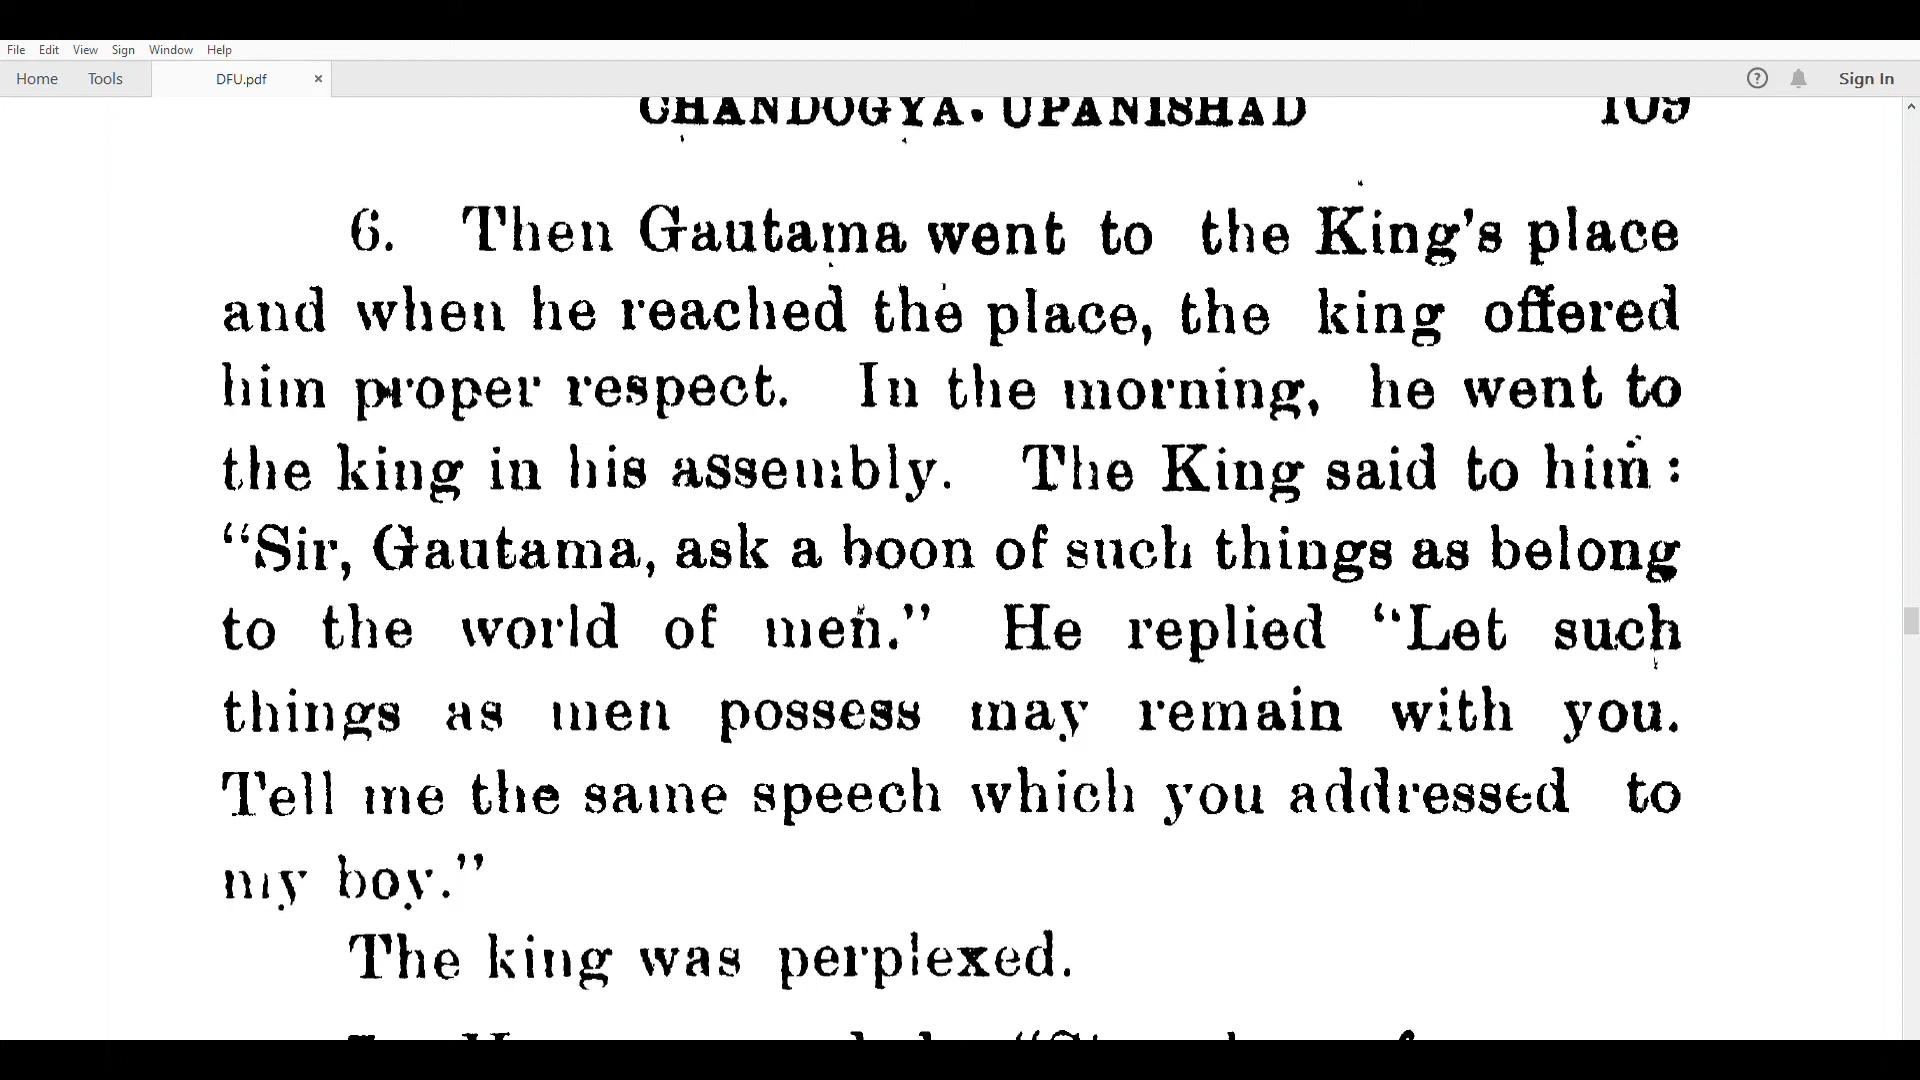 File Edit View Sign Window Help
Home Tools DFU.pdf × ? Sign In
CHANDOGYA. UPANISHAD 109
6. Then Gautama went to the King's place
and when he reached the place, the king offered
him proper respect. In the morning, he went to
the king in his assembly. The King said to him:
“Sir, Gautama, ask a boon of such things as belong
to the world of men.” He replied “Let such
things as men possess may remain with you.
Tell me the same speech which you addressed to
my boy.”
The king was perplexed.